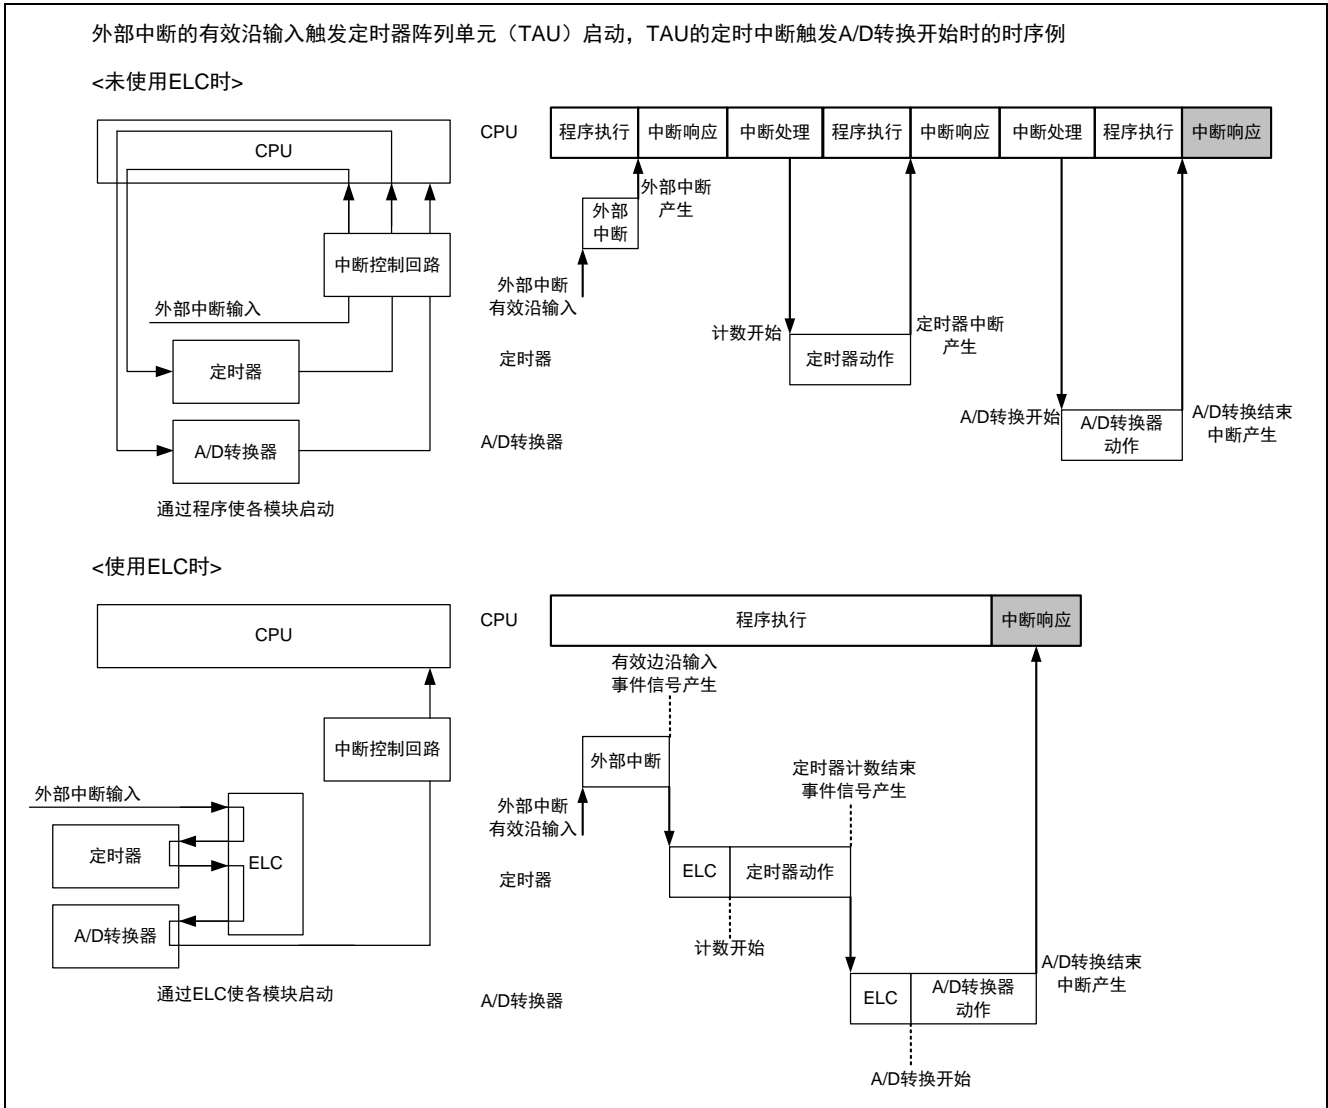 外部中断的有效沿输入触发定时器阵列单元（TAU）启动，TAU的定时中断触发A/D转换开始时的时序例
<未使用ELC时>
CPU
中断控制回路
外部中断输入
定时器
A/D转换器
通过程序使各模块启动
CPU
程序执行
中断响应
中断处理
程序执行
中断响应
中断处理
程序执行
中断响应
外部中断
产生
外部
中断
外部中断
有效沿输入
定时器
计数开始
定时器动作
定时器中断
产生
A/D转换器
A/D转换开始
A/D转换器
动作
A/D转换结束
中断产生
<使用ELC时>
CPU
中断控制回路
外部中断输入
定时器
ELC
A/D转换器
通过ELC使各模块启动
CPU
程序执行
中断响应
有效边沿输入
事件信号产生
外部中断
外部中断
有效沿输入
定时器计数结束
事件信号产生
定时器
ELC
定时器动作
计数开始
A/D转换器
ELC
A/D转换器
动作
A/D转换结束
中断产生
A/D转换开始